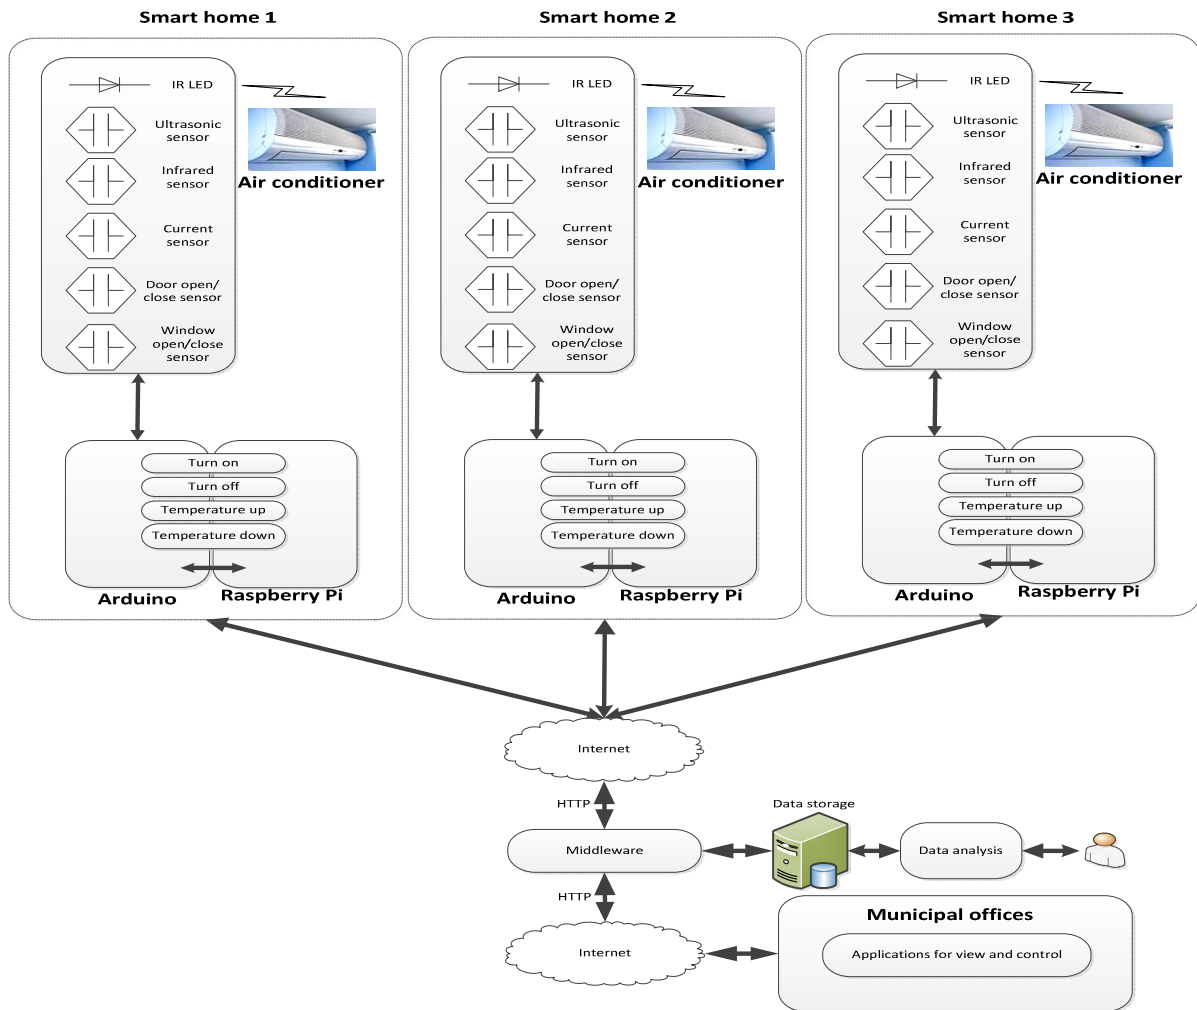 Smart home 1
IR LED
Ultrasonic
sensor
Infrared
sensor
Current
sensor
Door open/
close sensor
Window
open/close
sensor
Air conditioner
Turn on
Turn off
Temperature up
Temperature down
Arduino
Raspberry Pi
Smart home 2
IR LED
Ultrasonic
sensor
Infrared
sensor
Current
sensor
Door open/
close sensor
Window
open/close
sensor
Air conditioner
Turn on
Turn off
Temperature up
Temperature down
Arduino
Raspberry Pi
Smart home 3
IR LED
Ultrasonic
sensor
Infrared
sensor
Current
sensor
Door open/
close sensor
Window
open/close
sensor
Air conditioner
Turn on
Turn off
Temperature up
Temperature down
Arduino
Raspberry Pi
Internet
HTTP
Middleware
Data storage
Data analysis
HTTP
Internet
Municipal offices
Applications for view and control